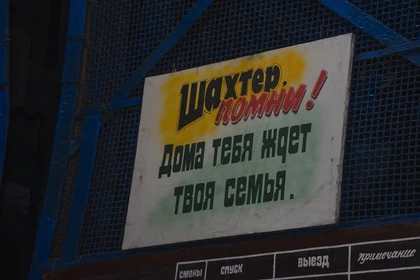 Шахтер,
помни!
Дома тебя ждет
твоя семья.
смены спуск выезд примечание